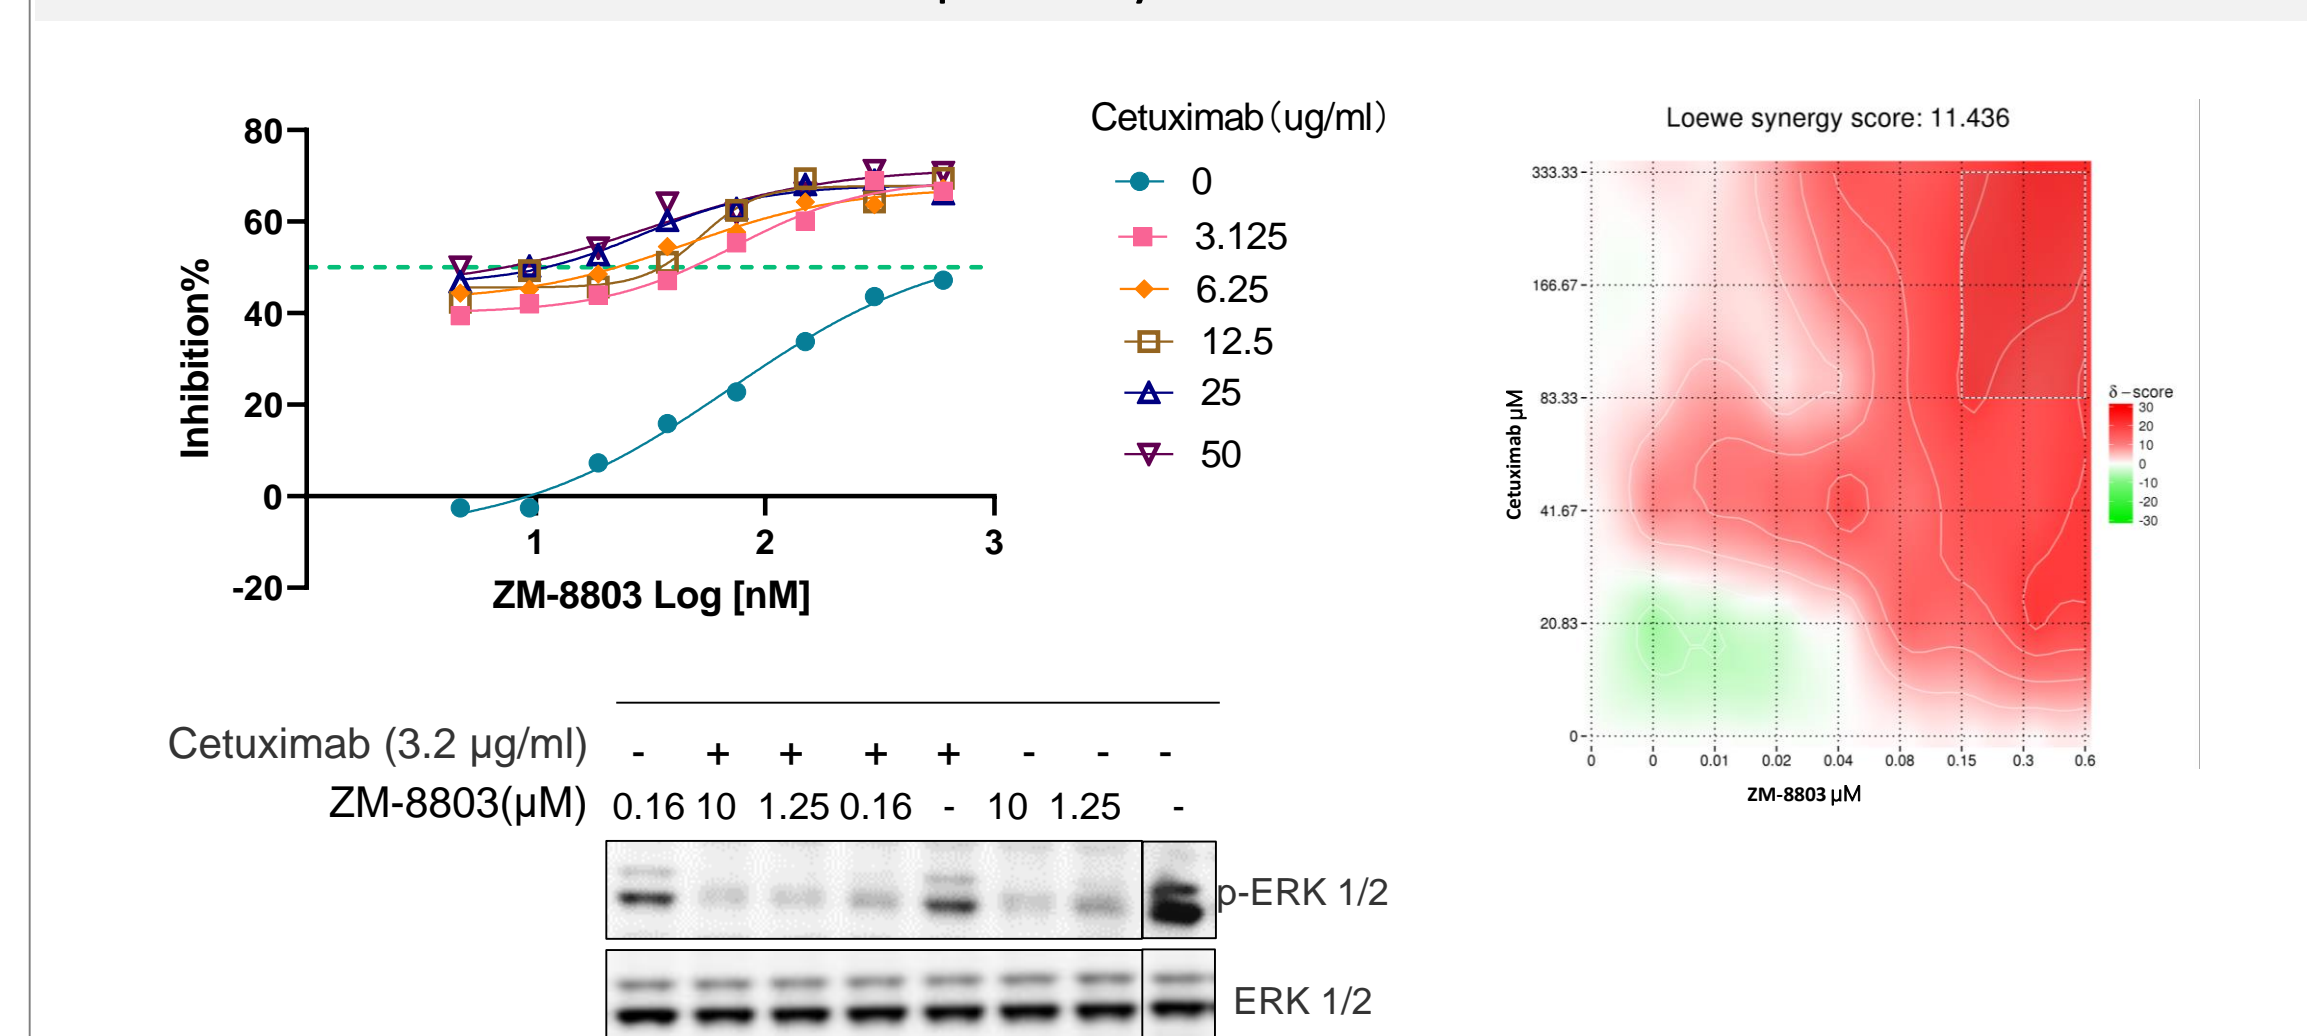 80
60
40
20
0
-20
Inhibition%
1 2 3
ZM-8803 Log [nM]
Cetuximab（ug/ml）
0
3.125
6.25
12.5
25
50
Loewe synergy score: 11.436
333.33
166.67
83.33
41.67
20.83
0
Cetuximab µM
0 0 0.01 0.02 0.04 0.08 0.15 0.3 0.6
ZM-8803 µM
δ –score
30
20
10
0
-10
-20
-30
Cetuximab (3.2 µg/ml) - + + + + - - -
ZM-8803(µM) 0.16 10 1.25 0.16 - 10 1.25 -
p-ERK 1/2
ERK 1/2